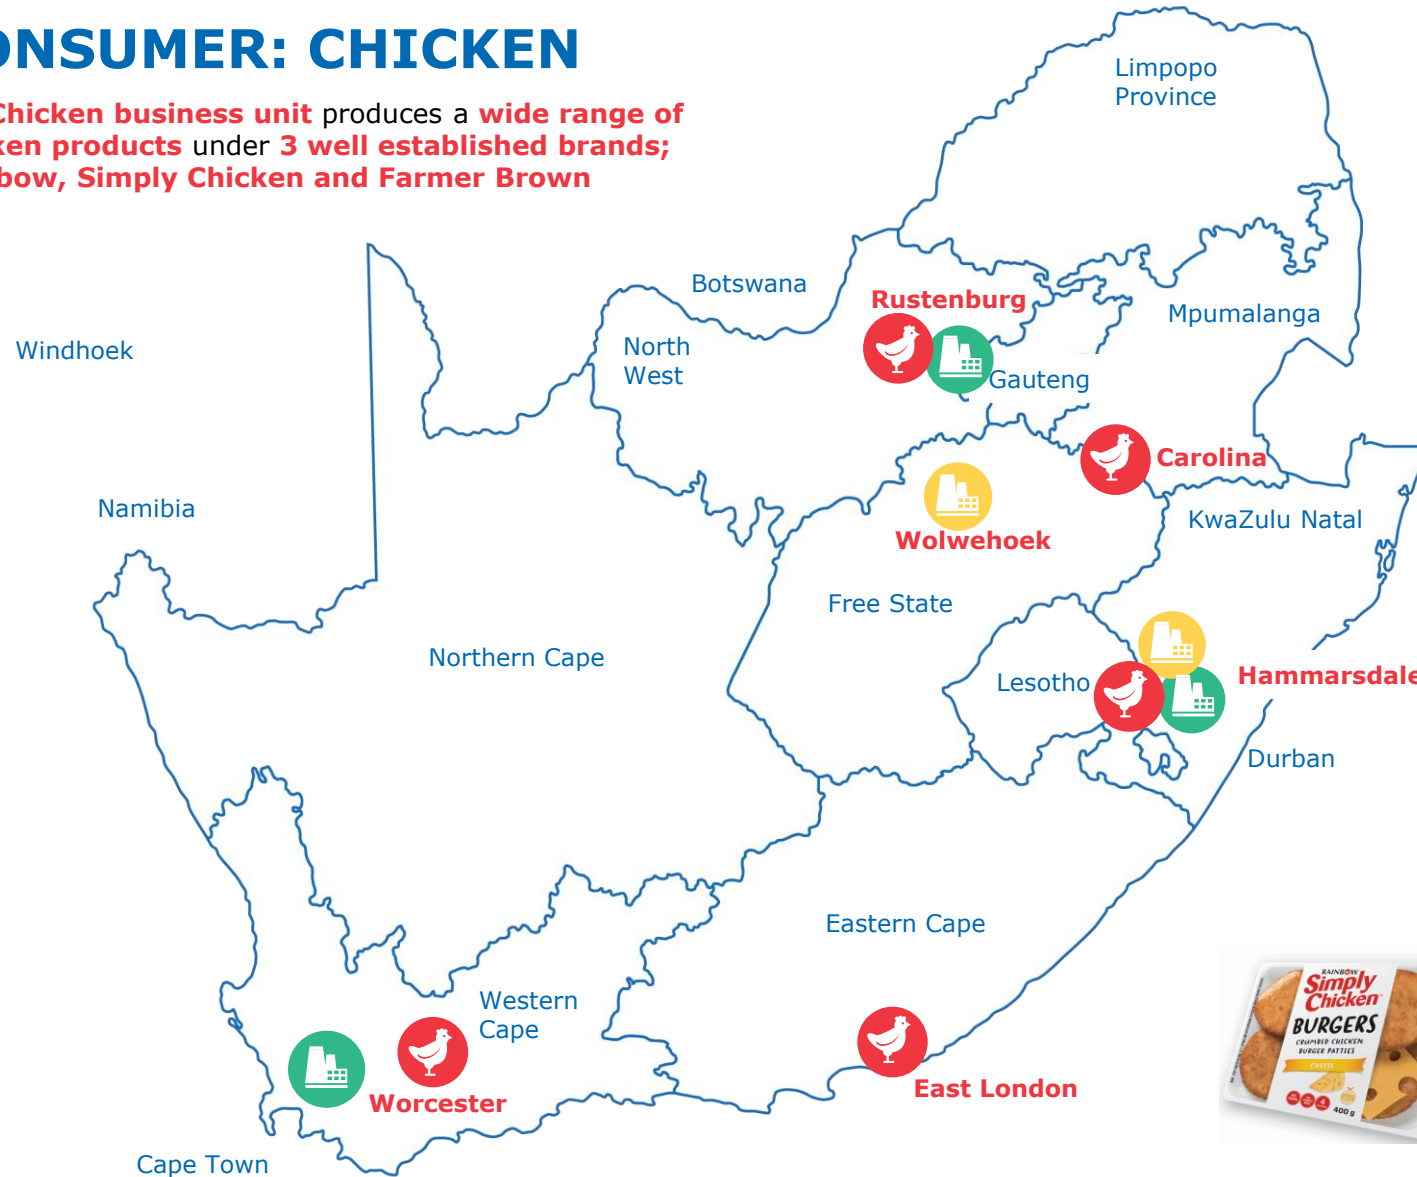 ONSUMER: CHICKEN
Chicken business unit produces a wide range of
ken products under 3 well established brands;
bow, Simply Chicken and Farmer Brown
Limpopo
Province
Botswana
Rustenburg
Mpumalanga
Windhoek
North
West
Gauteng
Carolina
Namibia
KwaZulu Natal
Wolwehoek
Free State
Northern Cape
Lesotho
Hammarsdale
Durban
Eastern Cape
Western
Cape
Worcester
East London
Cape Town
RAINBOW
Simply
Chicken
BURGERS
CRUMBED CHICKEN
BURGER PATTIES
CHEESE
400 g